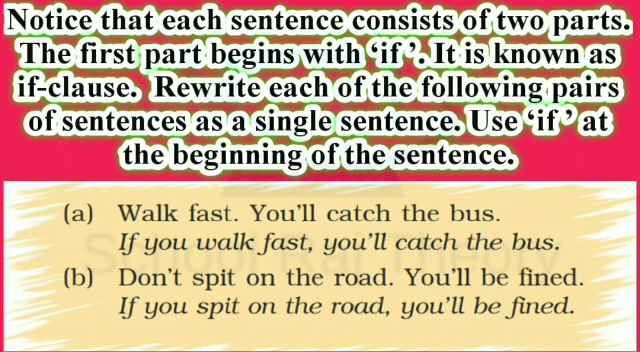 Notice that each sentence consists of two parts.
The first part begins with ‘if ’. It is known as
if-clause. Rewrite each of the following pairs
of sentences as a single sentence. Use ‘if ’ at
the beginning of the sentence.
(a) Walk fast. You’ll catch the bus.
If you walk fast, you’ll catch the bus.
(b) Don’t spit on the road. You’ll be fined.
If you spit on the road, you’ll be fined.